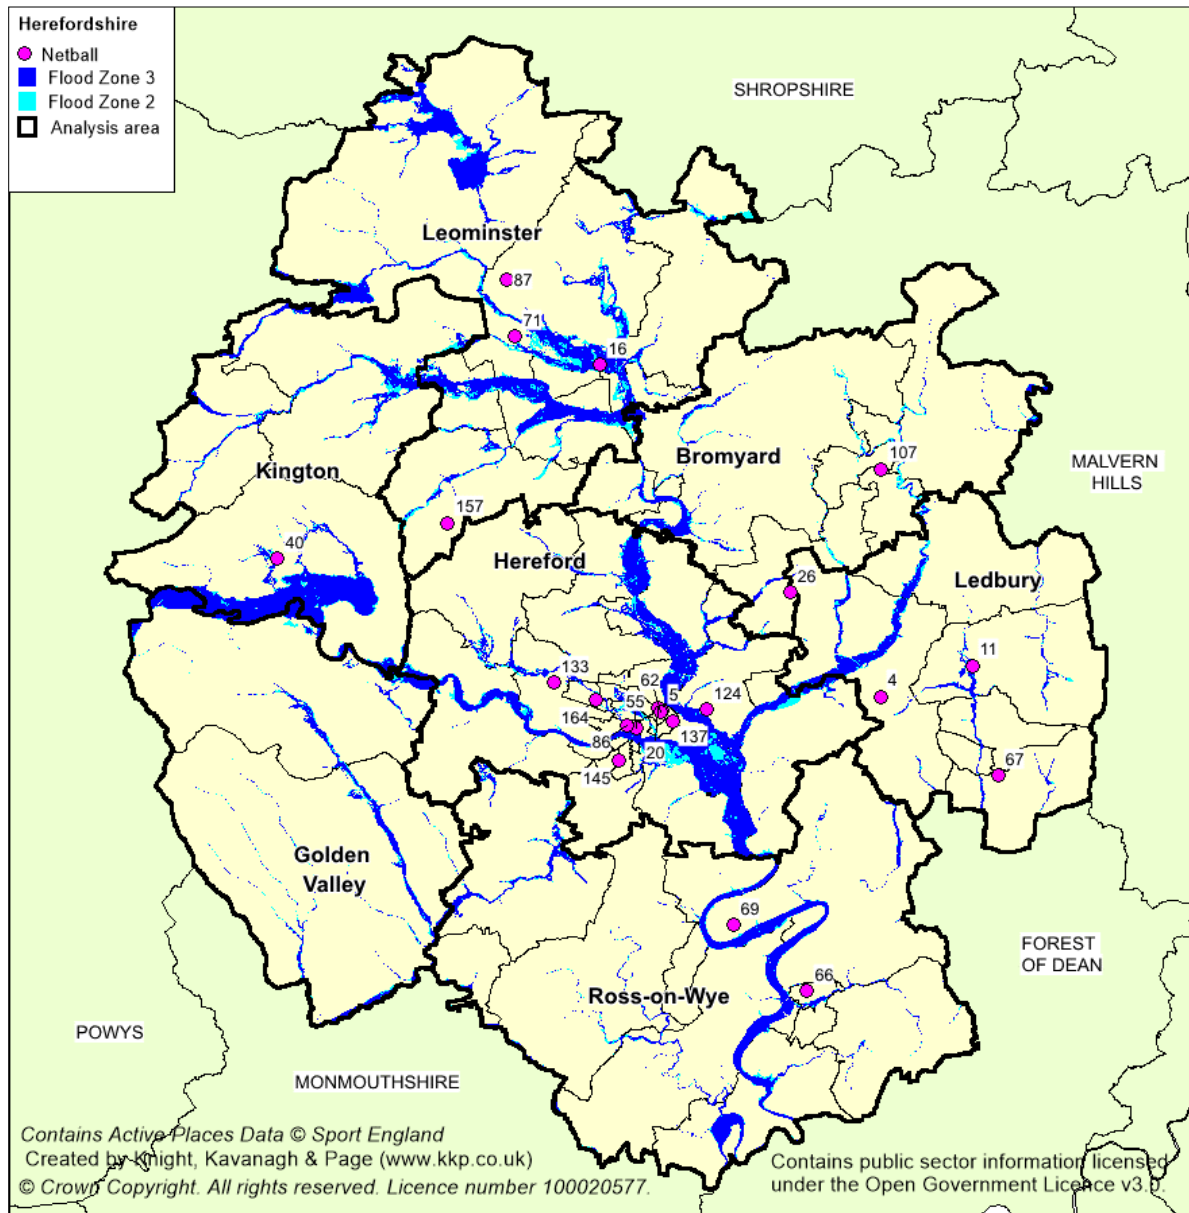 Herefordshire
Netball
Flood Zone 3
Flood Zone 2
Analysis area
SHROPSHIRE
Leominster
87
71
16
Bromyard
107
MALVERN
HILLS
Kington
157
40
Hereford
26
Ledbury
11
4
67
133
62
5
124
55
164
137
86
20
145
Golden
Valley
69
FOREST
OF DEAN
66
Ross-on-Wye
POWYS
MONMOUTHSHIRE
Contains Active Places Data © Sport England
Created by Knight, Kavanagh & Page (www.kkp.co.uk)
© Crown Copyright. All rights reserved. Licence number 100020577.
Contains public sector information licensed
under the Open Government Licence v3.0.